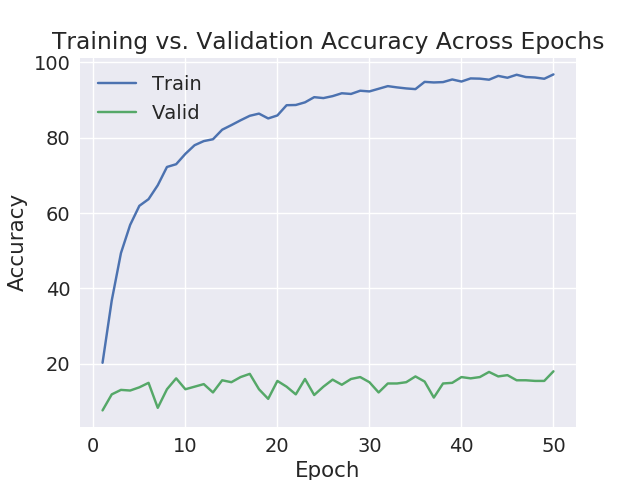 Training vs. Validation Accuracy Across Epochs
100
80
60
40
20
Accuracy
Train
Valid
0 10 20 30 40 50
Epoch